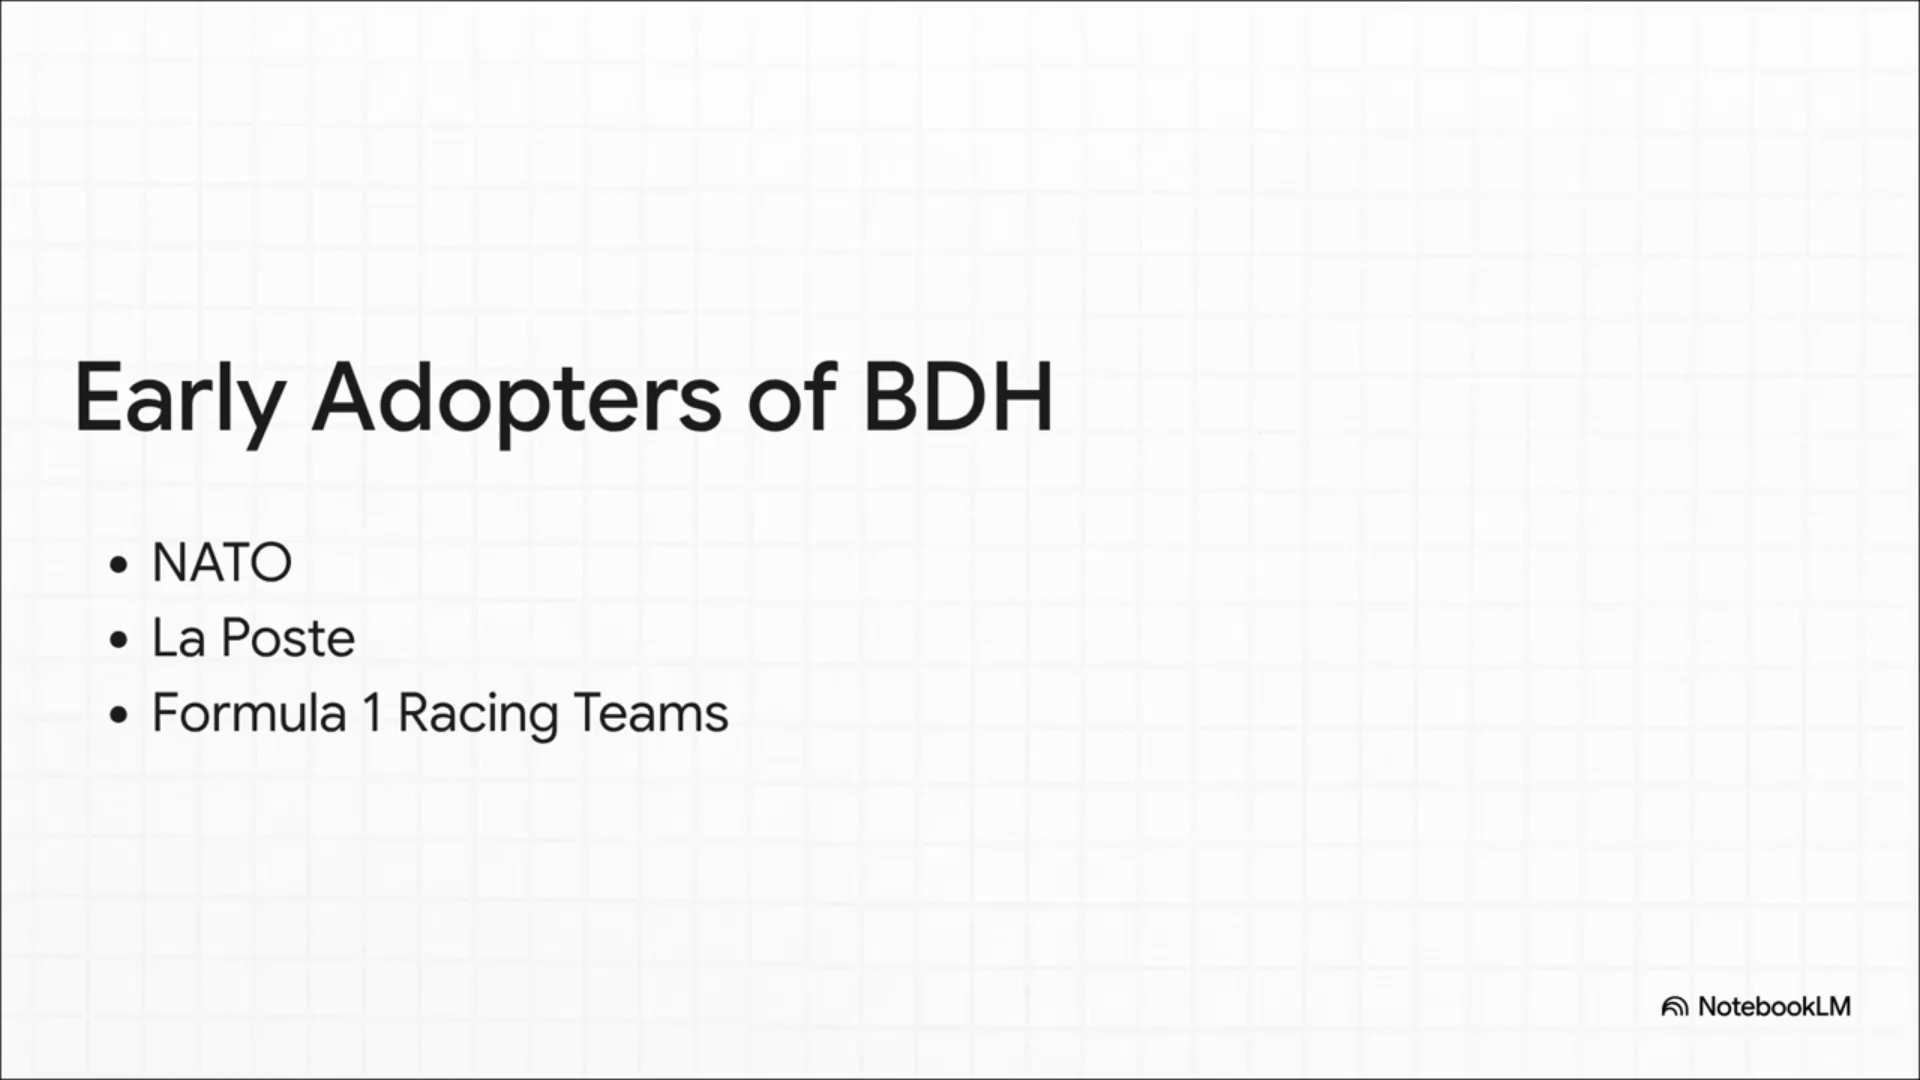 Early Adopters of BDH
• NATO
• La Poste
• Formula 1 Racing Teams
NotebookLM